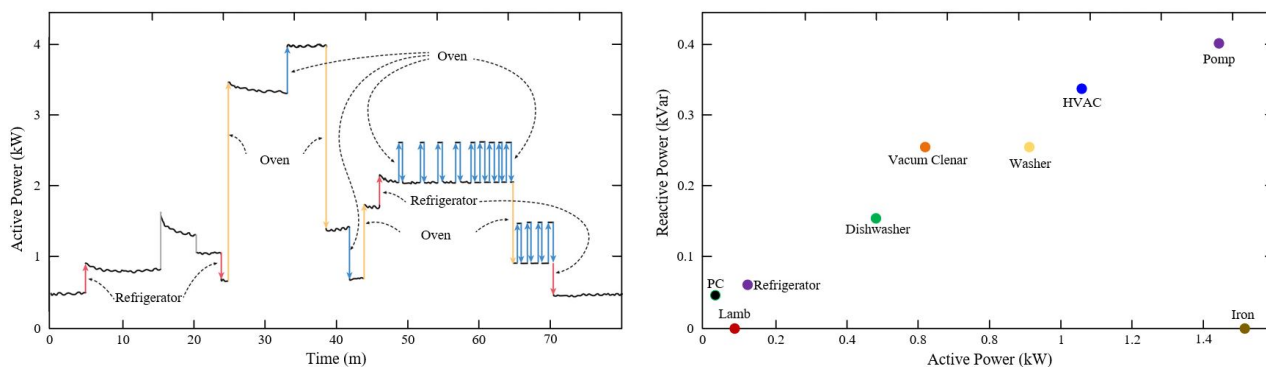 4
3
2
1
0
Active Power (kW)
Oven
Oven
Refrigerator
Oven
Refrigerator
0 10 20 30 40 50 60 70
Time (m)
0.4
0.3
0.2
0.1
0
Reactive Power (kVar)
Pomp
HVAC
Vacum Clenar
Washer
Dishwasher
PC
Refrigerator
Lamb
Iron
0 0.2 0.4 0.8 0.8 1 1.2 1.4
Active Power (kW)